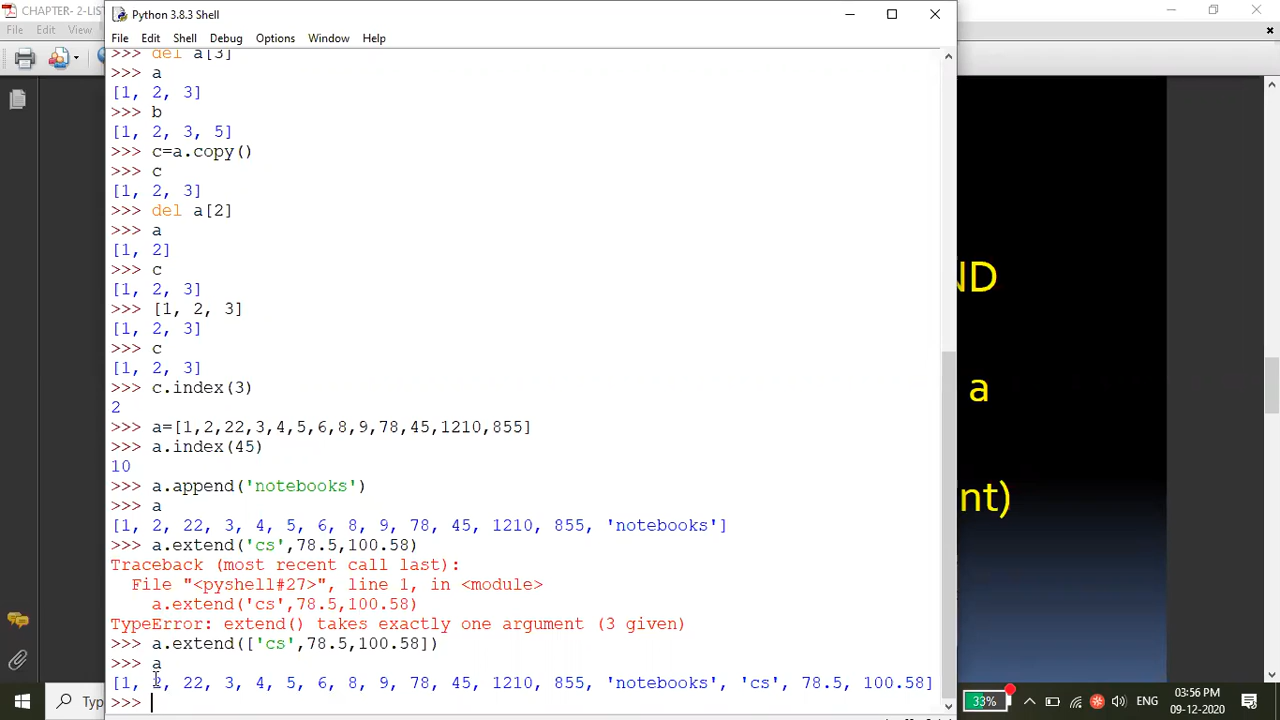 CHAPTER- 2-LIST
Python 3.8.3 Shell
File Edit View
File Edit Shell Debug Options Window Help
>>> del a[3]
>>> a
[1, 2, 3]
>>> b
[1, 2, 3, 5]
>>> c=a.copy()
>>> c
[1, 2, 3]
>>> del a[2]
>>> a
[1, 2]
>>> c
[1, 2, 3]
>>> [1, 2, 3]
[1, 2, 3]
>>> c
[1, 2, 3]
>>> c.index(3)
2
>>> a=[1,2,22,3,4,5,6,8,9,78,45,1210,855]
>>> a.index(45)
10
>>> a.append('notebooks')
>>> a
[1, 2, 22, 3, 4, 5, 6, 8, 9, 78, 45, 1210, 855, 'notebooks']
>>> a.extend('cs',78.5,100.58)
Traceback (most recent call last):
File "<pyshell#27>", line 1, in <module>
a.extend('cs',78.5,100.58)
TypeError: extend() takes exactly one argument (3 given)
>>> a.extend(['cs',78.5,100.58])
>>> a
[1, 2, 22, 3, 4, 5, 6, 8, 9, 78, 45, 1210, 855, 'notebooks', 'cs', 78.5, 100.58]
>>>
ND
a
nt)
Typ
33%
ENG
03:56 PM
09-12-2020